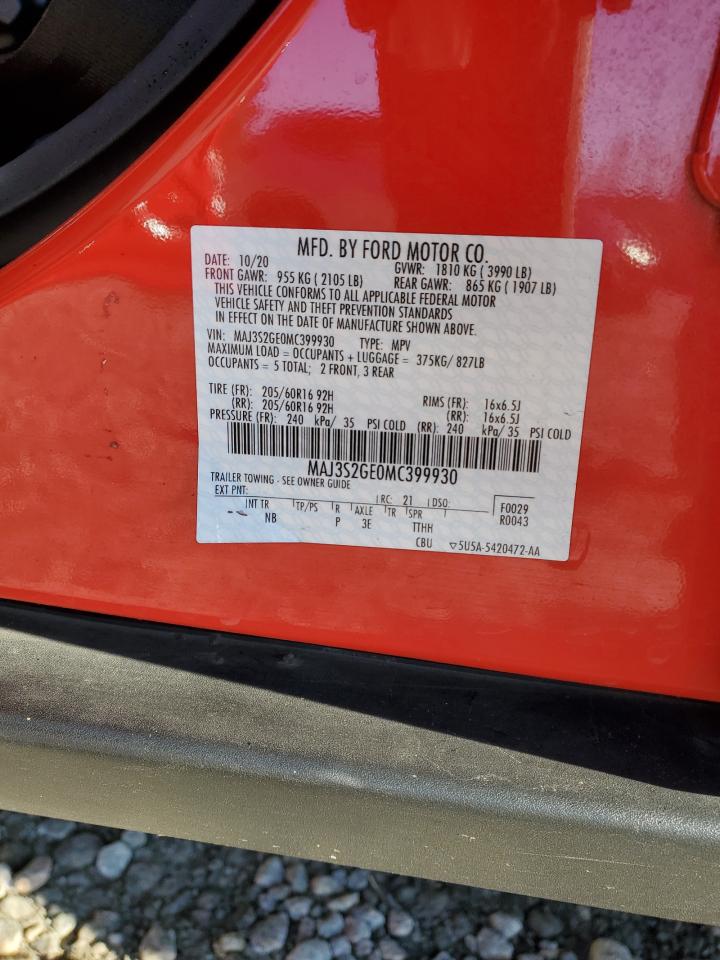 MFD. BY FORD MOTOR CO.
DATE: 10/20 GVWR: 1810 KG ( 3990 LB)
FRONT GAWR: 955 KG ( 2105 LB) REAR GAWR: 865 KG ( 1907 LB)
THIS VEHICLE CONFORMS TO ALL APPLICABLE FEDERAL MOTOR
VEHICLE SAFETY AND THEFT PREVENTION STANDARDS
IN EFFECT ON THE DATE OF MANUFACTURE SHOWN ABOVE.
VIN: MAJ3S2GE0MC399930 TYPE: MPV
MAXIMUM LOAD = OCCUPANTS + LUGGAGE = 375KG/ 827LB
OCCUPANTS = 5 TOTAL; 2 FRONT, 3 REAR
TIRE (FR): 205/60R16 92H RIMS (FR): 16x6.5J
(RR): 205/60R16 92H (RR): 16x6.5J
PRESSURE (FR): 240 kPa/ 35 PSI COLD (RR): 240 kPa/ 35 PSI COLD
MAJ3S2GE0MC399930
TRAILER TOWING - SEE OWNER GUIDE
EXT PNT: RC: 21 DSO: F0029
INT TR TP/PS R AXLE TR SPR R0043
-- NB P 3E TTHH
CBU ▽5U5A-5420472-AA